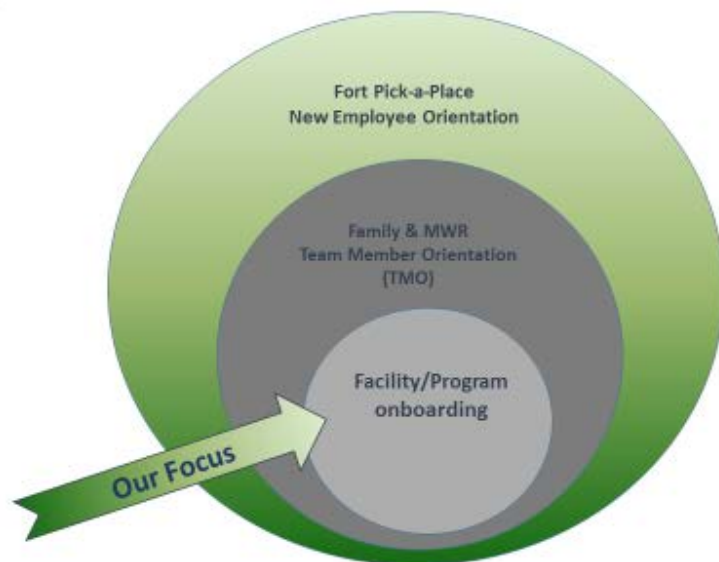 Fort Pick-a-Place
New Employee Orientation
Family & MWR
Team Member Orientation
(TMO)
Facility/Program
onboarding
Our Focus